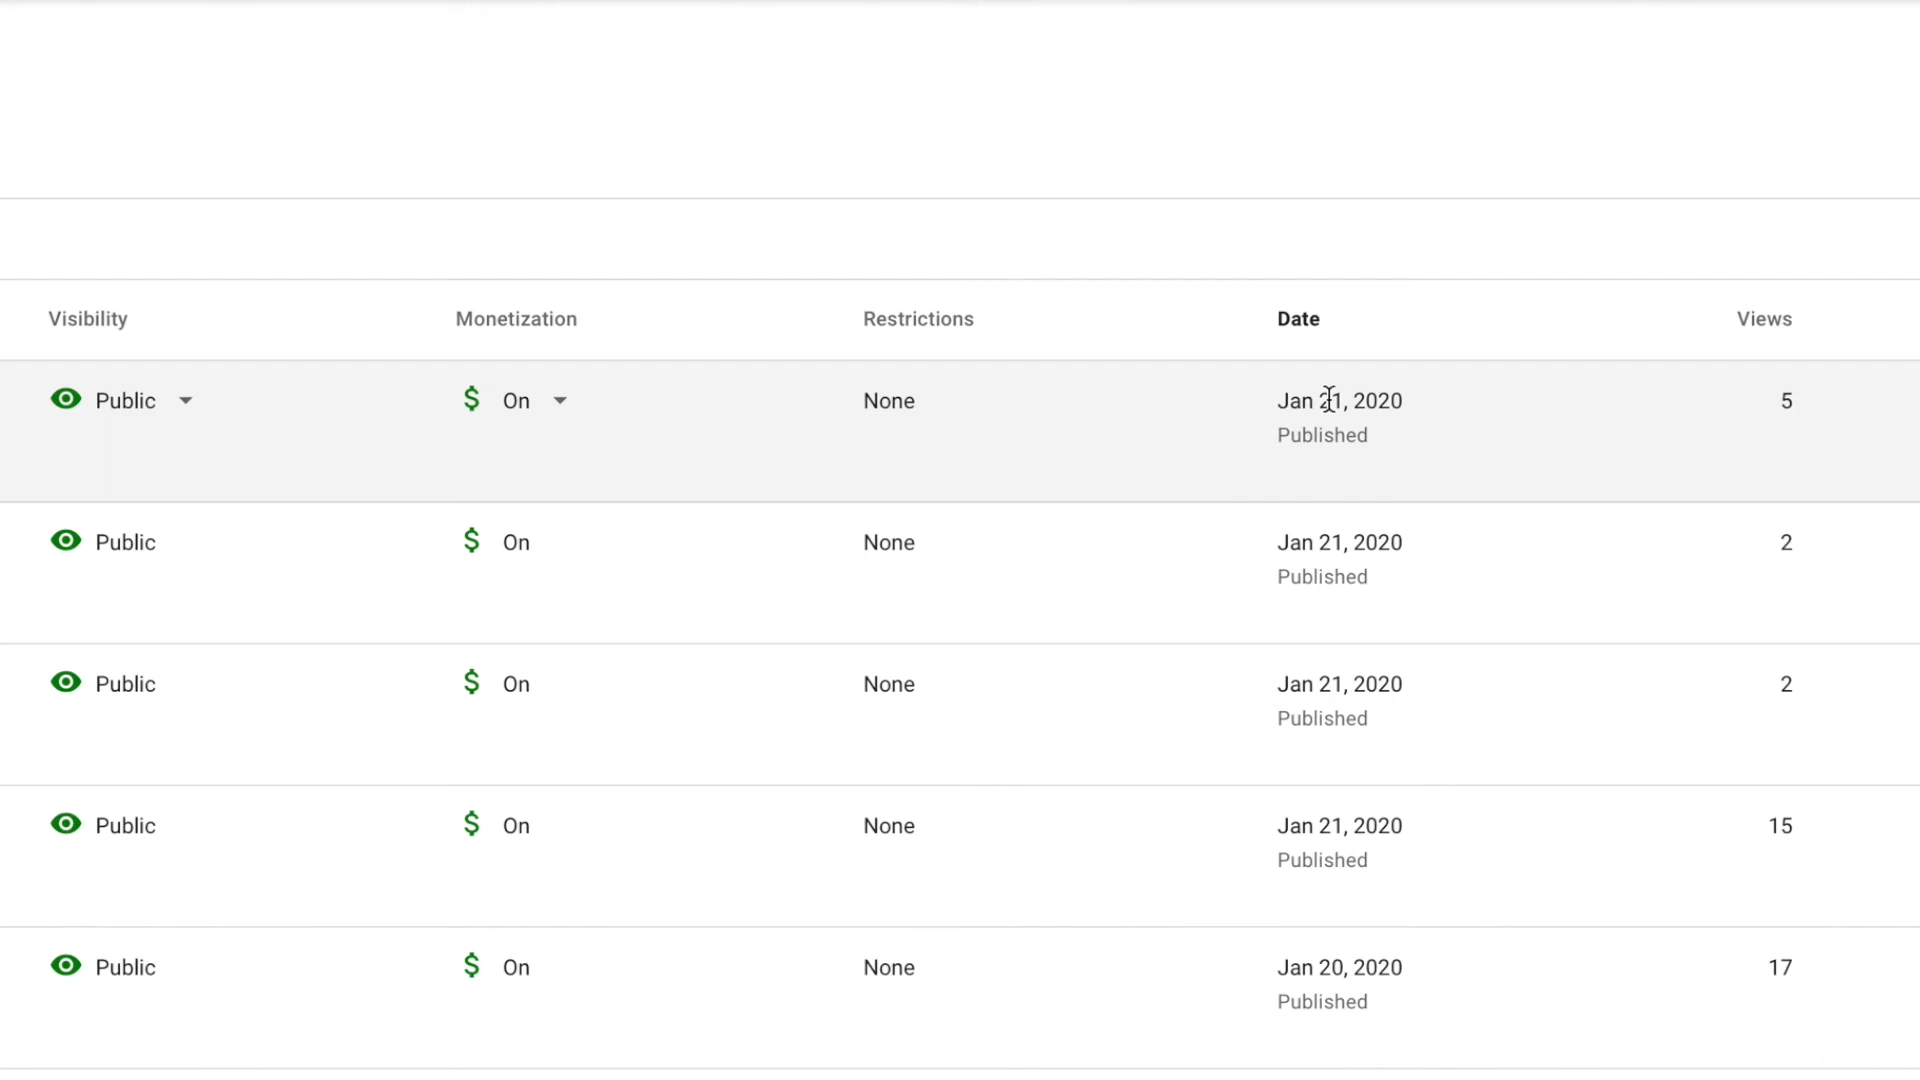 Visibility Monetization Restrictions Date Views
Public $ On None Jan 21, 2020 5
Published
Public $ On None Jan 21, 2020 2
Published
Public $ On None Jan 21, 2020 2
Published
Public $ On None Jan 21, 2020 15
Published
Public $ On None Jan 20, 2020 17
Published